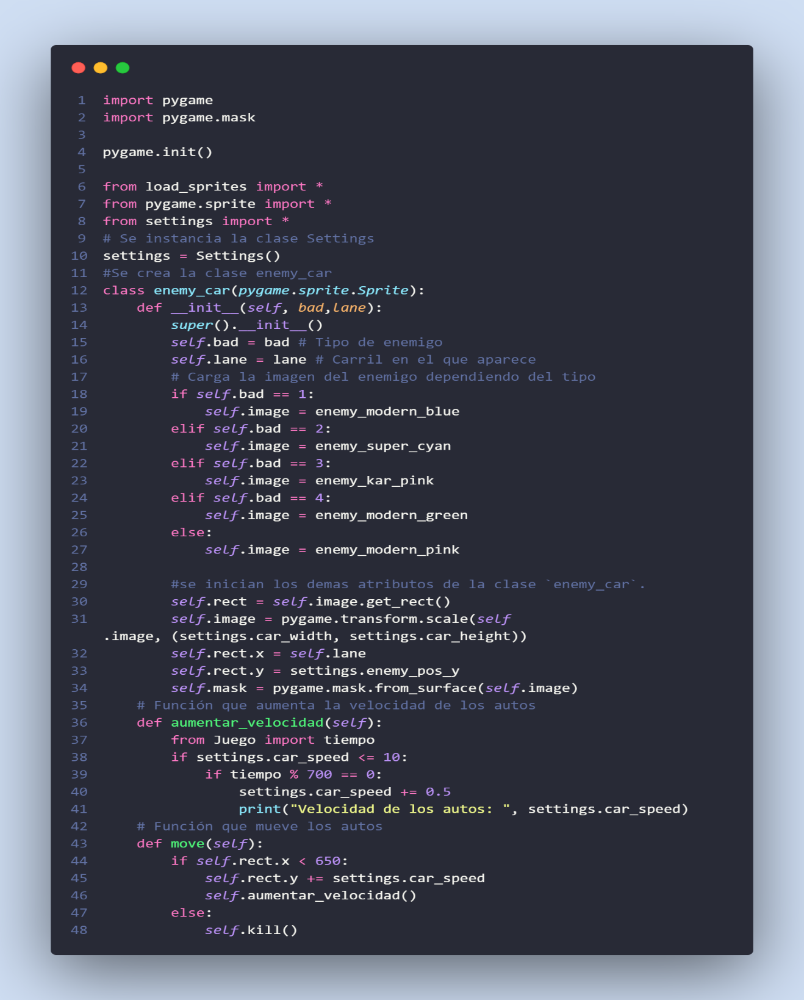 1 import pygame
2 import pygame.mask
3
4 pygame.init()
5
6 from load_sprites import *
7 from pygame.sprite import *
8 from settings import *
9 # Se instancia la clase Settings
10 settings = Settings()
11 #Se crea la clase enemy_car
12 class enemy_car(pygame.sprite.Sprite):
13     def __init__(self, bad,lane):
14         super().__init__()
15         self.bad = bad # Tipo de enemigo
16         self.lane = lane # Carril en el que aparece
17         # Carga la imagen del enemigo dependiendo del tipo
18         if self.bad == 1:
19             self.image = enemy_modern_blue
20         elif self.bad == 2:
21             self.image = enemy_super_cyan
22         elif self.bad == 3:
23             self.image = enemy_kar_pink
24         elif self.bad == 4:
25             self.image = enemy_modern_green
26         else:
27             self.image = enemy_modern_pink
28
29         #se inician los demas atributos de la clase `enemy_car`.
30         self.rect = self.image.get_rect()
31         self.image = pygame.transform.scale(self
.image, (settings.car_width, settings.car_height))
32         self.rect.x = self.lane
33         self.rect.y = settings.enemy_pos_y
34         self.mask = pygame.mask.from_surface(self.image)
35     # Función que aumenta la velocidad de los autos
36     def aumentar_velocidad(self):
37         from Juego import tiempo
38         if settings.car_speed <= 10:
39             if tiempo % 700 == 0:
40                 settings.car_speed += 0.5
41                 print("Velocidad de los autos: ", settings.car_speed)
42     # Función que mueve los autos
43     def move(self):
44         if self.rect.x < 650:
45             self.rect.y += settings.car_speed
46             self.aumentar_velocidad()
47         else:
48             self.kill()